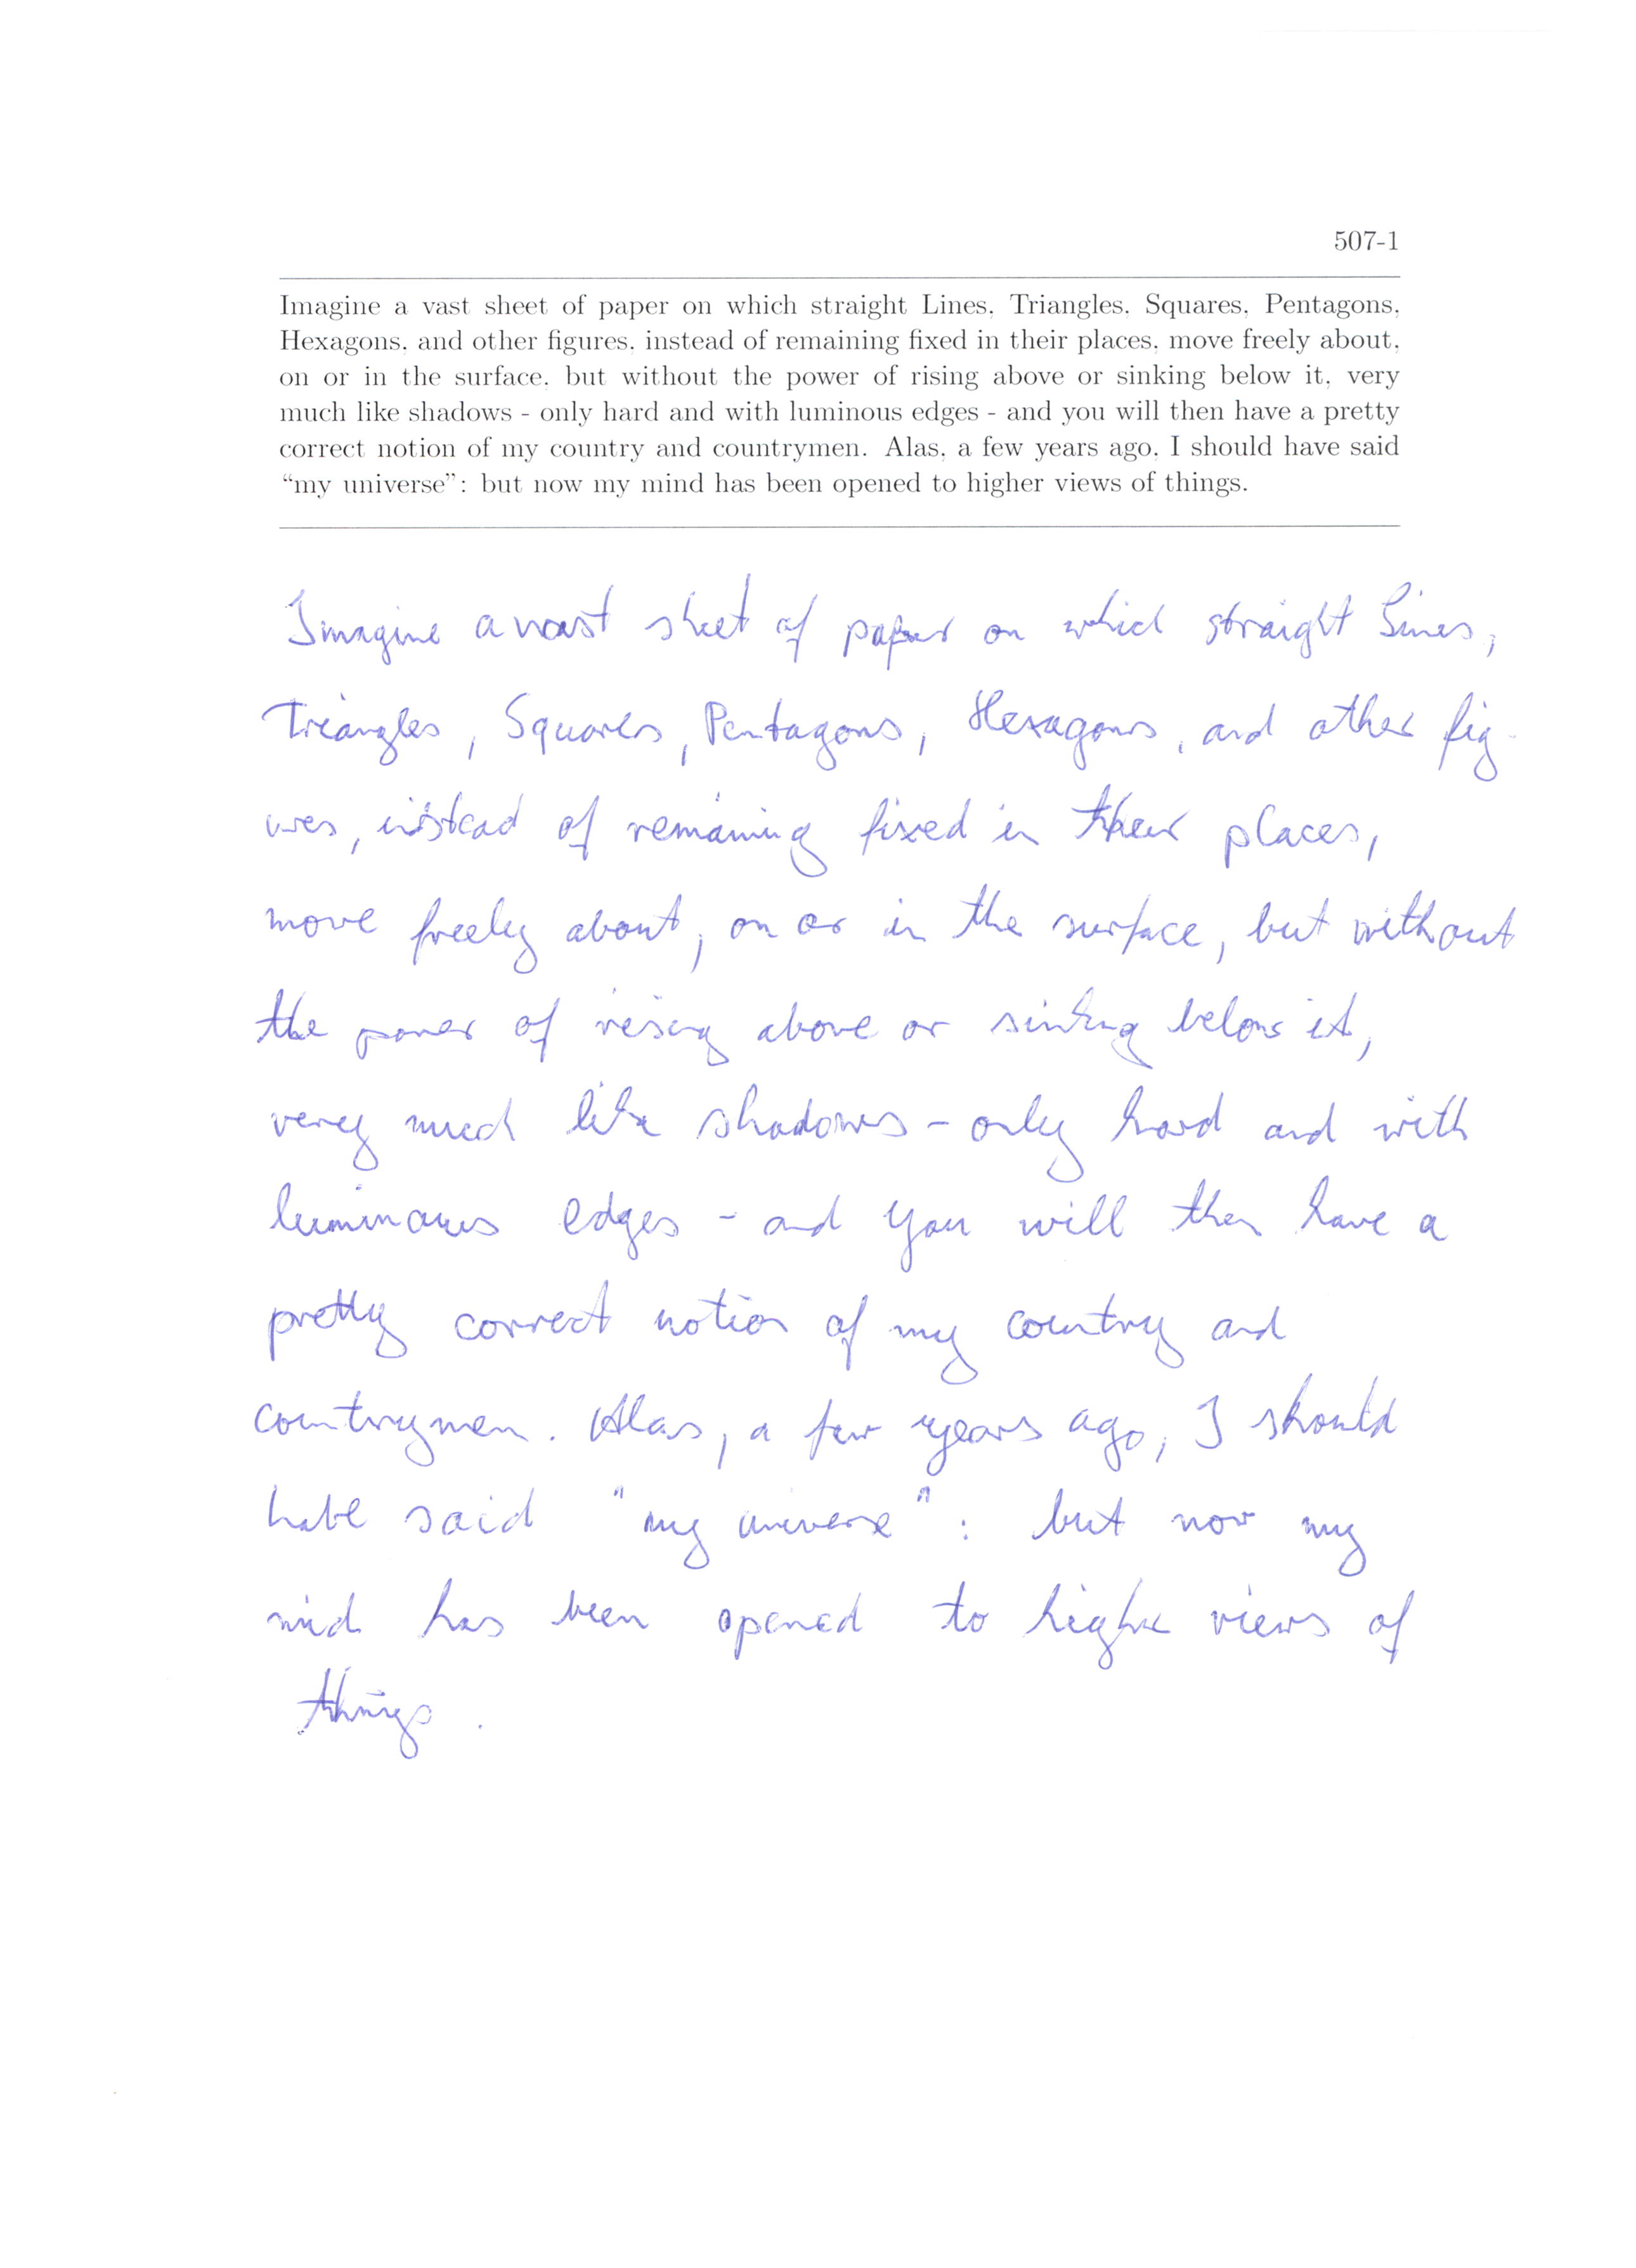 507-1
Imagine a vast sheet of paper on which straight Lines, Triangles, Squares, Pentagons,
Hexagons, and other figures, instead of remaining fixed in their places, move freely about,
on or in the surface, but without the power of rising above or sinking below it, very
much like shadows - only hard and with luminous edges - and you will then have a pretty
correct notion of my country and countrymen. Alas, a few years ago, I should have said
“my universe”: but now my mind has been opened to higher views of things.
Imagine a vast sheet of paper on which straight Lines,
Triangles, Squares, Pentagons, Hexagons, and other fig-
ures, instead of remaining fixed in their places,
move freely about, on or in the surface, but without
the power of rising above or sinking below it,
very much like shadows - only hard and with
luminous edges - and you will then have a
pretty correct notion of my country and
countrymen. Alas, a few years ago, I should
have said "my universe": but now my
mind has been opened to higher views of
things.